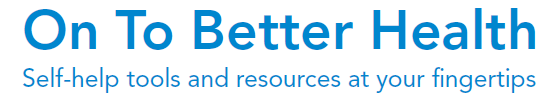 On To Better Health
Self-help tools and resources at your fingertips